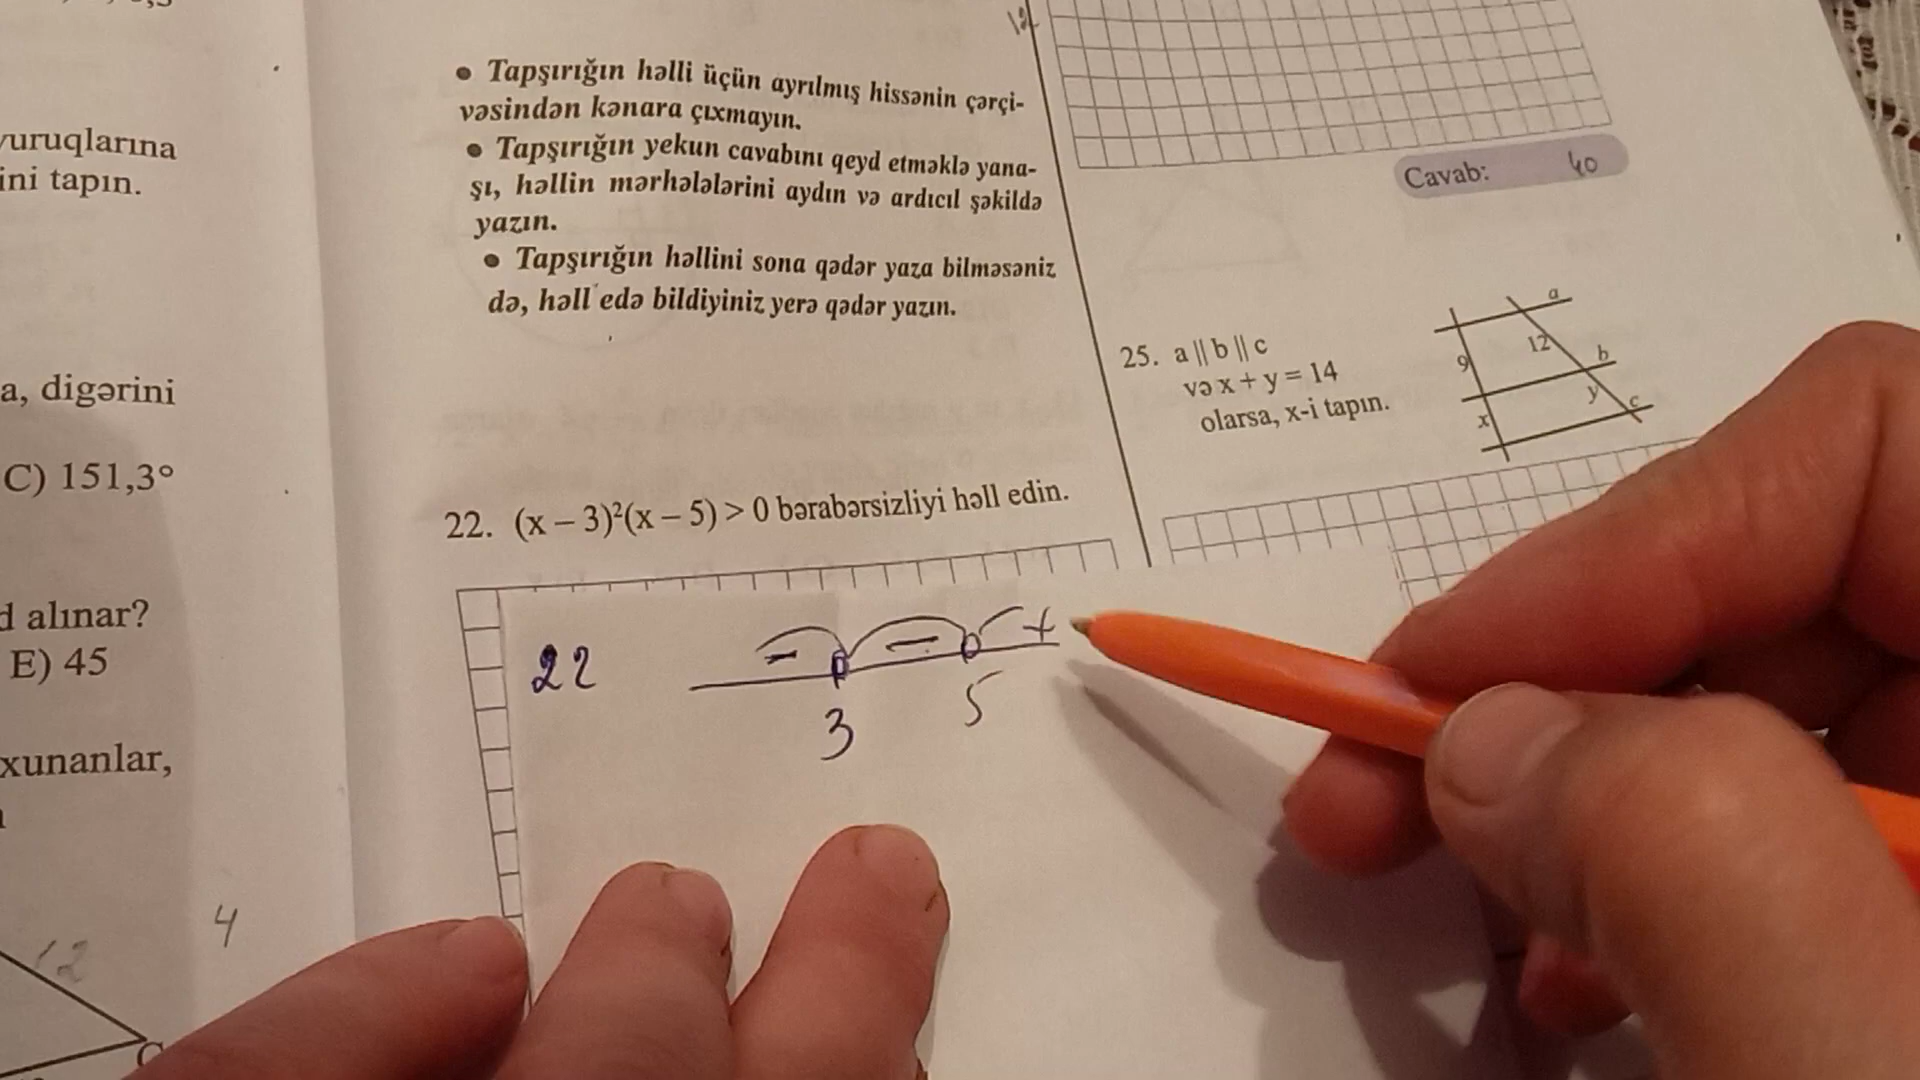 vuruqlarına
ini tapın.
a, digərini
C) 151,3°
d alınar?
E) 45
xunanlar,
4
12
C
• Tapşırığın həlli üçün ayrılmış hissənin çərçi-
vəsindən kənara çıxmayın.
• Tapşırığın yekun cavabını qeyd etməklə yana-
şı, həllin mərhələlərini aydın və ardıcıl şəkildə
yazın.
• Tapşırığın həllini sona qədər yaza bilməsəniz
də, həll edə bildiyiniz yerə qədər yazın.
22. (x – 3)²(x – 5) > 0 bərabərsizliyi həll edin.
22
– – +
3 5
12
Cavab: 40
25. a || b || c
və x + y = 14
olarsa, x-i tapın.
a
12
9
b
y
c
x